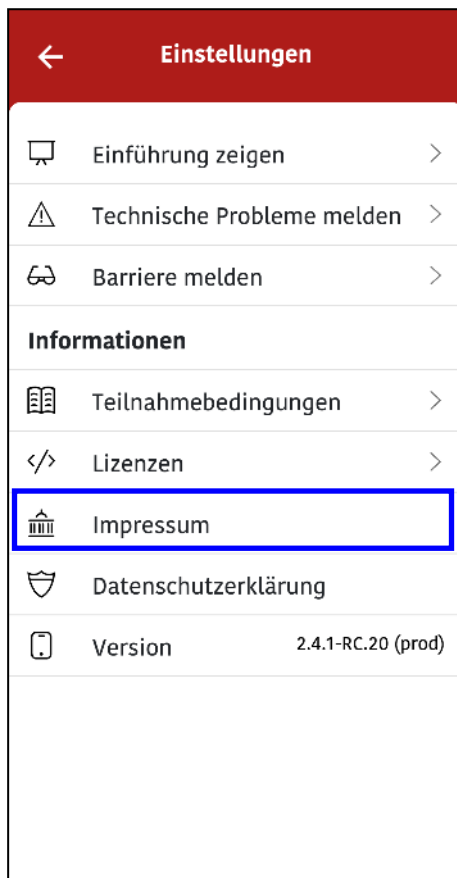 Einstellungen
Einführung zeigen
Technische Probleme melden
Barriere melden
Informationen
Teilnahmebedingungen
Lizenzen
Impressum
Datenschutzerklärung
Version 2.4.1-RC.20 (prod)